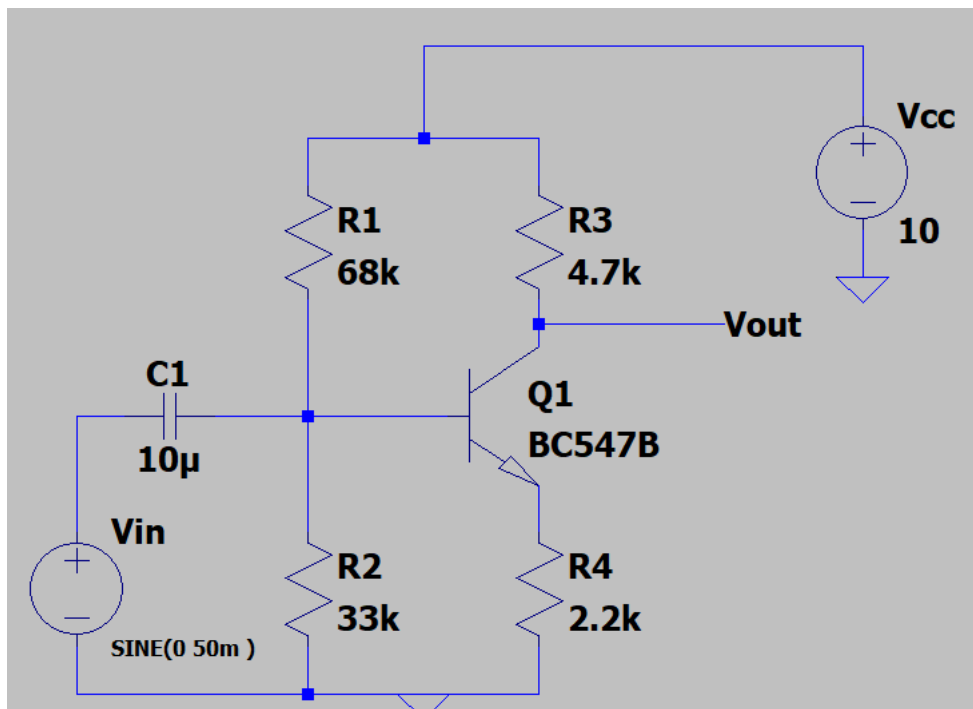 Vcc
10
R1
68k
R3
4.7k
Vout
C1
10µ
Q1
BC547B
Vin
SINE(0 50m )
R2
33k
R4
2.2k